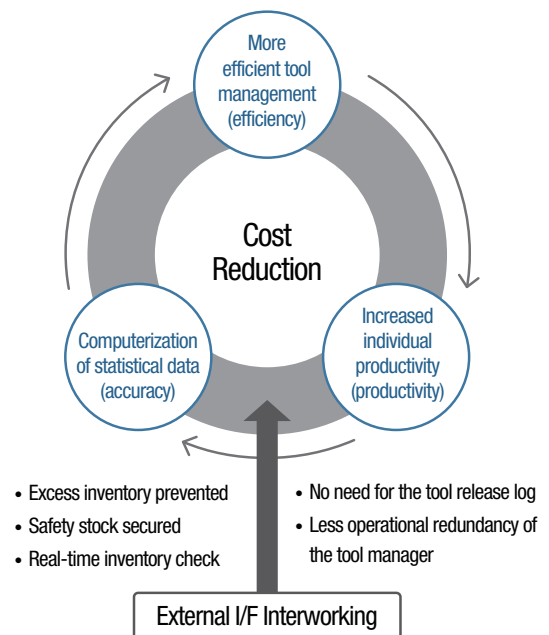 More
efficient tool
management
(efficiency)
Cost
Reduction
Computerization
of statistical data
(accuracy)
Increased
individual
productivity
(productivity)
• Excess inventory prevented
• Safety stock secured
• Real-time inventory check
• No need for the tool release log
• Less operational redundancy of
the tool manager
External I/F Interworking